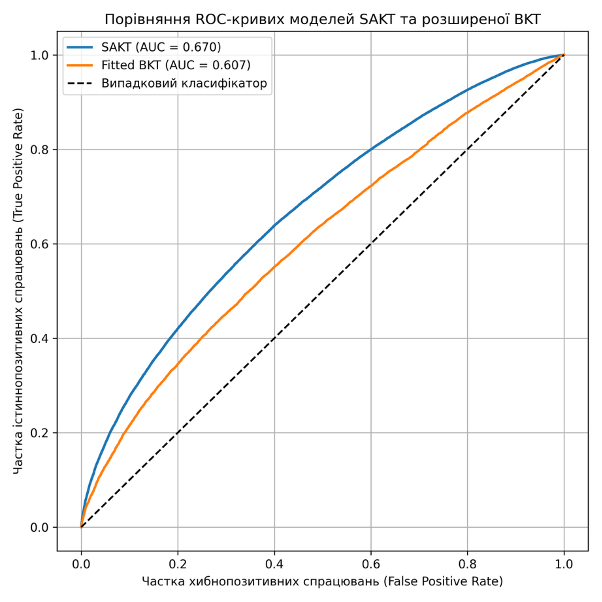 Порівняння ROC-кривих моделей SAKT та розширеної BKT
SAKT (AUC = 0.670)
Fitted BKT (AUC = 0.607)
Випадковий класифікатор
Частка істиннопозитивних спрацювань (True Positive Rate)
1.0
0.8
0.6
0.4
0.2
0.0
0.0 0.2 0.4 0.6 0.8 1.0
Частка хибнопозитивних спрацювань (False Positive Rate)